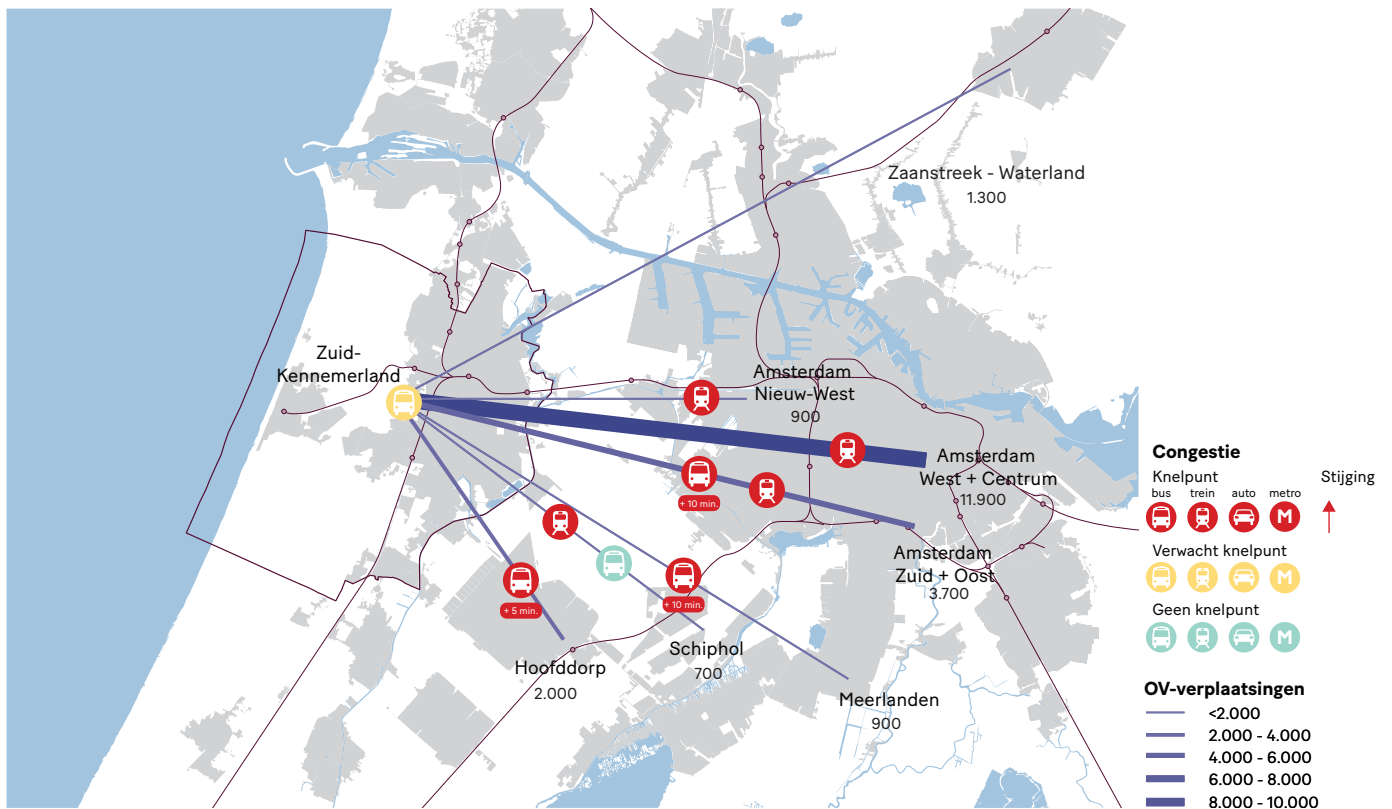 Zaanstreek - Waterland
1.300
Zuid-
Kennemerland
Amsterdam
Nieuw-West
900
Amsterdam
West + Centrum
11.900
+ 10 min.
Amsterdam
Zuid + Oost
3.700
+ 5 min.
+ 10 min.
Hoofddorp
2.000
Schiphol
700
Meerlanden
900
Congestie
Knelpunt
Stijging
bus trein auto metro
M
Verwacht knelpunt
M
Geen knelpunt
M
OV-verplaatsingen
<2.000
2.000 - 4.000
4.000 - 6.000
6.000 - 8.000
8.000 - 10.000